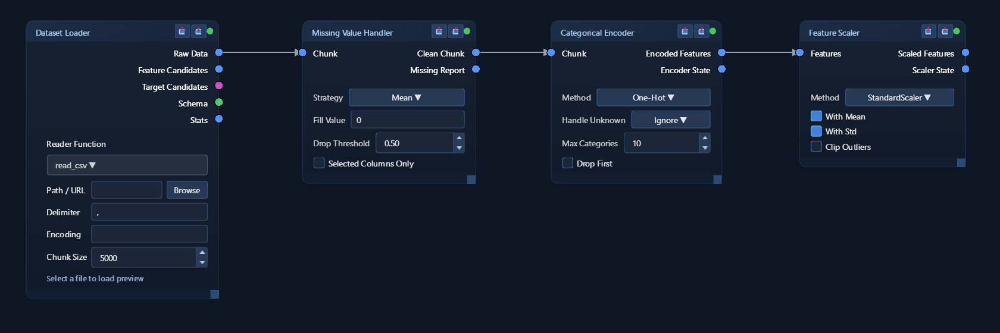 Dataset Loader
Raw Data
Feature Candidates
Target Candidates
Schema
Stats
Reader Function
read_csv ▼
Path / URL
Browse
Delimiter ,
Encoding
Chunk Size 5000
Select a file to load preview
Missing Value Handler
Chunk Clean Chunk
Missing Report
Strategy Mean ▼
Fill Value 0
Drop Threshold 0.50
Selected Columns Only
Categorical Encoder
Chunk Encoded Features
Encoder State
Method One-Hot ▼
Handle Unknown Ignore ▼
Max Categories 10
Drop First
Feature Scaler
Features Scaled Features
Scaler State
Method StandardScaler ▼
With Mean
With Std
Clip Outliers